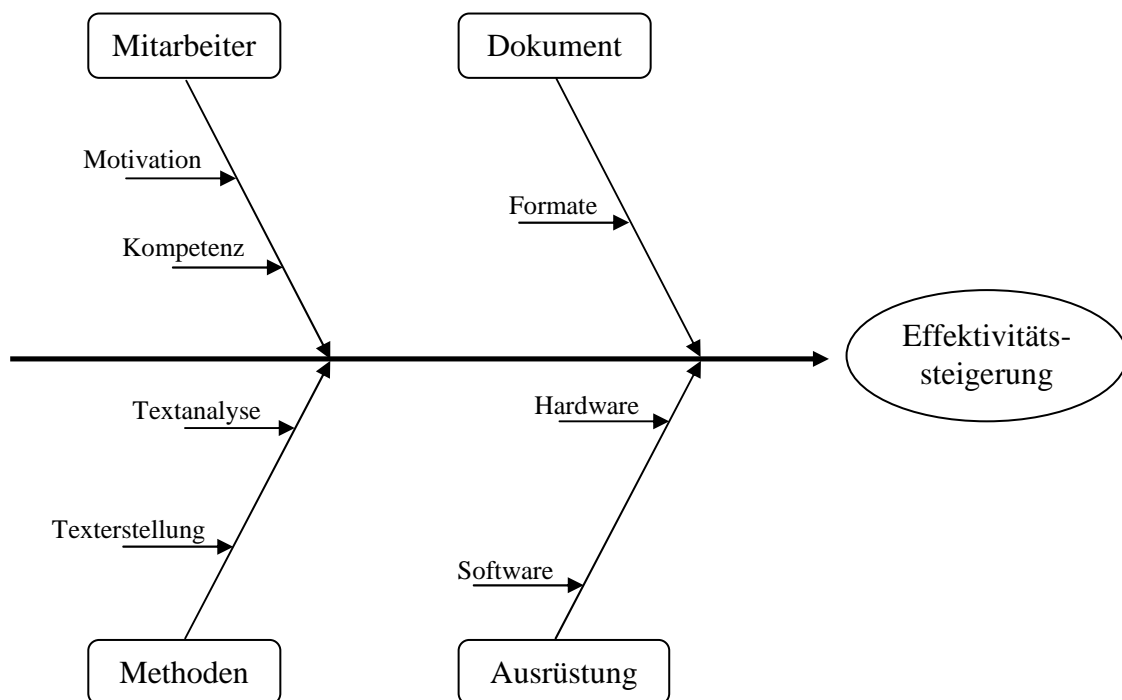 Mitarbeiter
Dokument
Motivation
Formate
Kompetenz
Effektivitäts-
steigerung
Textanalyse
Hardware
Texterstellung
Software
Methoden
Ausrüstung